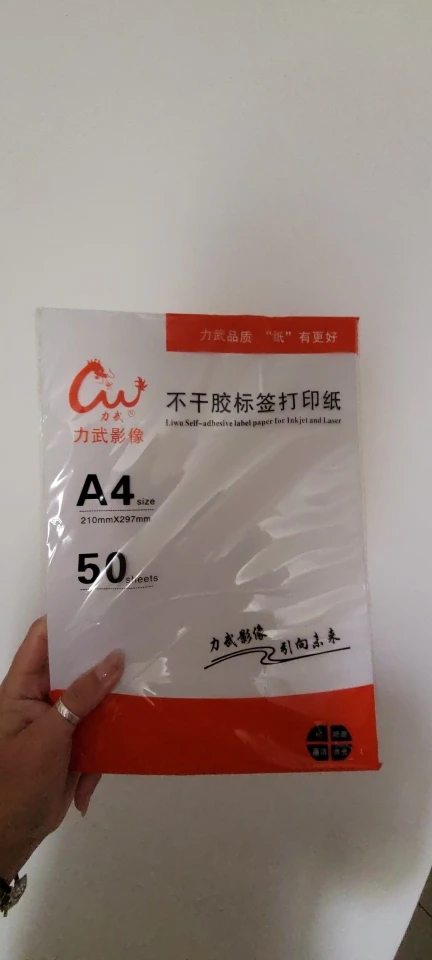 力武品质 “纸” 有更好
力武®
力武影像
不干胶标签打印纸
Liwu Self-adhesive label paper for Inkjet and Laser
A4 size
210mmX297mm
50 sheets
力武影像
引向未来